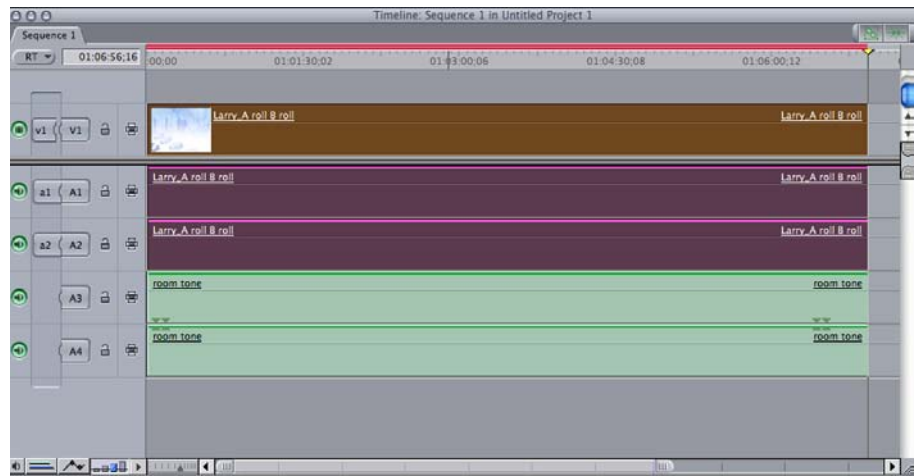 Timeline: Sequence 1 in Untitled Project 1
Sequence 1
RT 01:06:56;16 00;00 01:01:30;02 01:03:00;06 01:04:30;08 01:06:00;12
v1 V1 Larry_A roll B roll Larry_A roll B roll
a1 A1 Larry_A roll B roll Larry_A roll B roll
a2 A2 Larry_A roll B roll Larry_A roll B roll
A3 room tone room tone
A4 room tone room tone